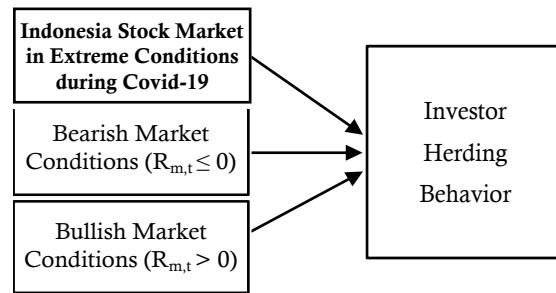 Indonesia Stock Market
in Extreme Conditions
during Covid-19
Bearish Market
Conditions (Rm,t ≤ 0)
Bullish Market
Conditions (Rm,t > 0)
Investor
Herding
Behavior